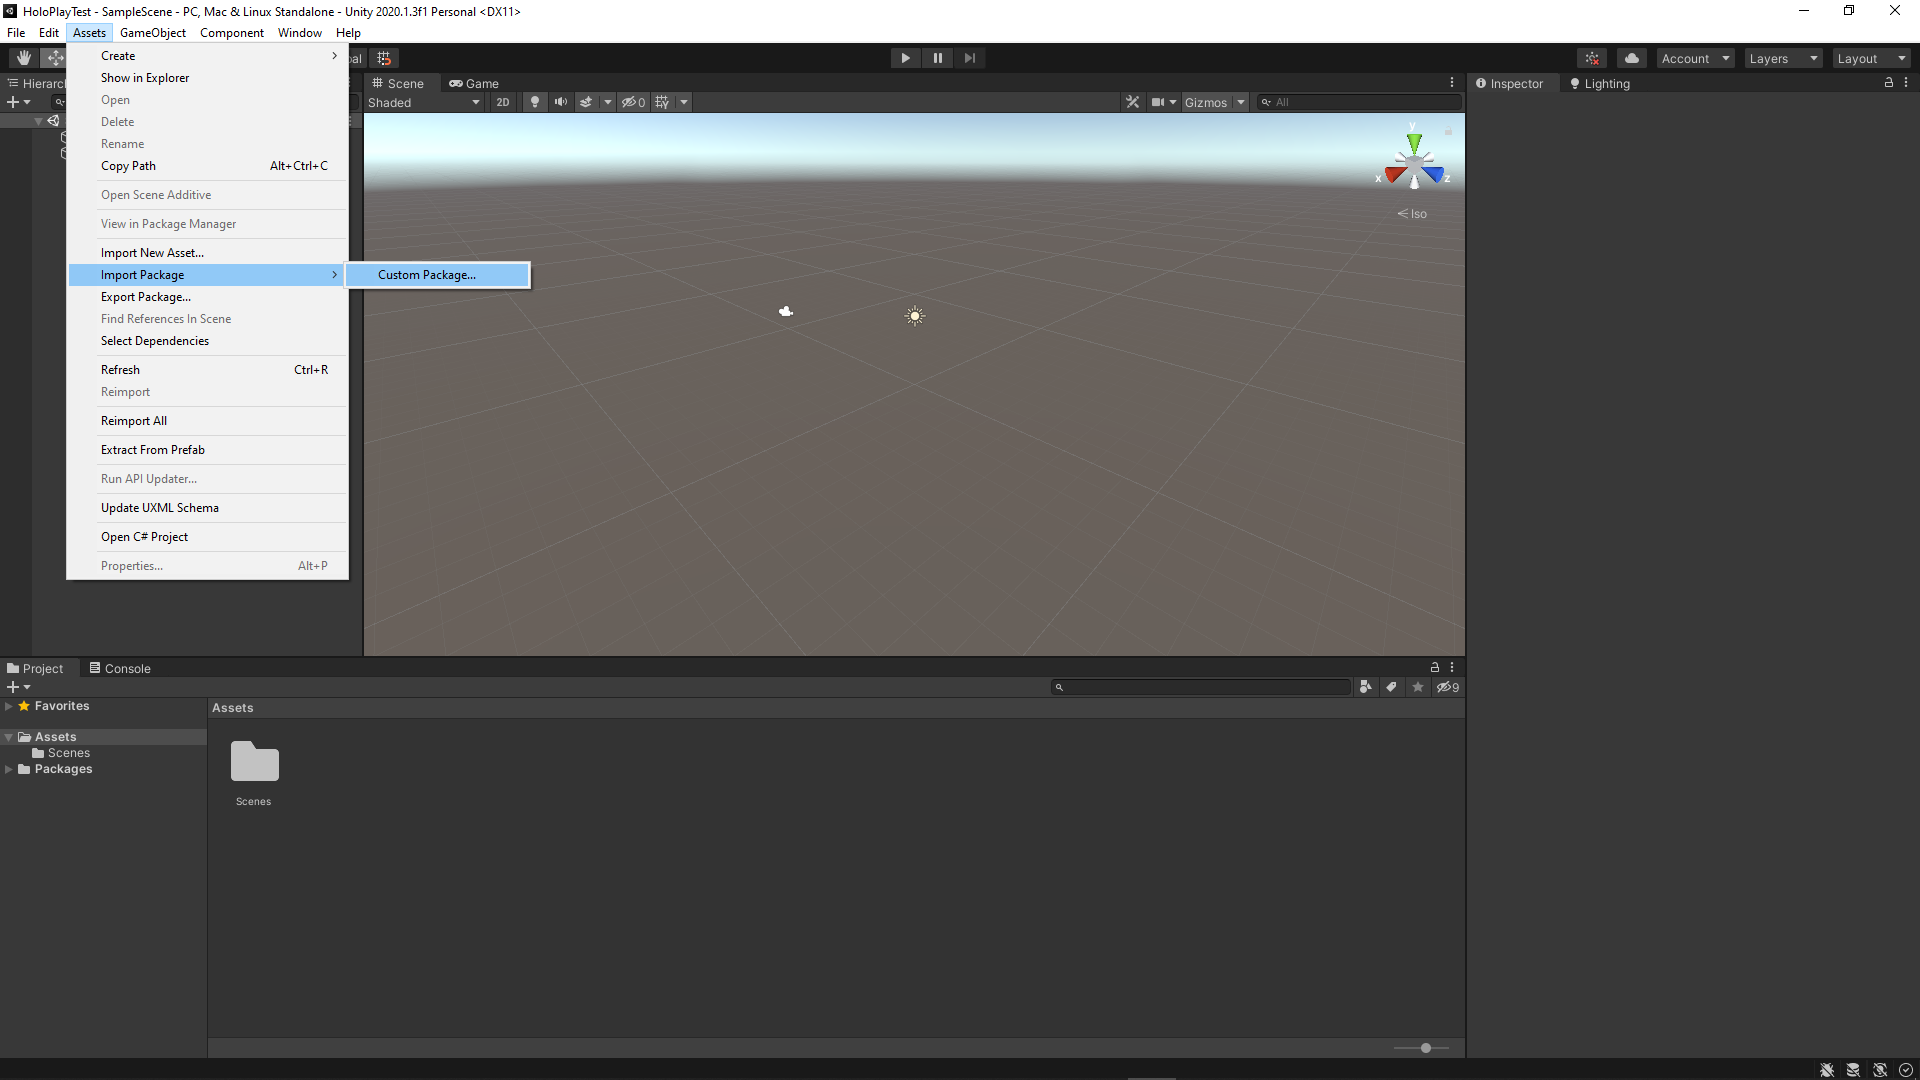 HoloPlayTest - SampleScene - PC, Mac & Linux Standalone - Unity 2020.1.3f1 Personal <DX11>
File Edit Assets GameObject Component Window Help
Account Layers Layout
Hierarc Scene Game Inspector Lighting
Shaded 2D 0 Gizmos All
Create
Show in Explorer
Open
Delete
Rename
Copy Path Alt+Ctrl+C
Open Scene Additive
View in Package Manager
Import New Asset...
Import Package
Custom Package...
Export Package...
Find References In Scene
Select Dependencies
Refresh Ctrl+R
Reimport
Reimport All
Extract From Prefab
Run API Updater...
Update UXML Schema
Open C# Project
Properties... Alt+P
y
x z
Iso
Project Console
9
Favorites
Assets
Scenes
Packages
Assets
Scenes